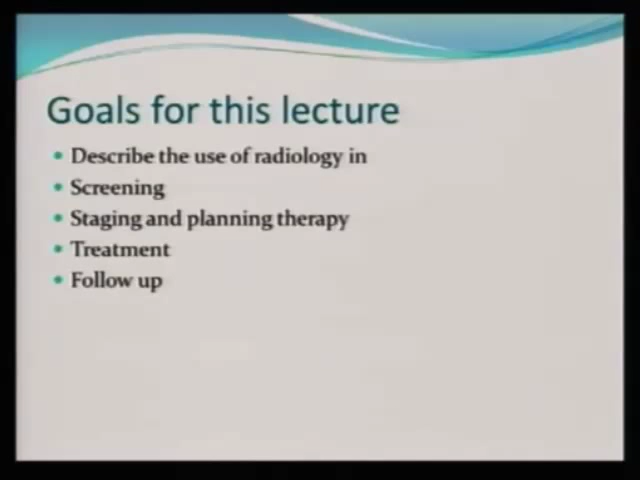 Goals for this lecture
• Describe the use of radiology in
• Screening
• Staging and planning therapy
• Treatment
• Follow up